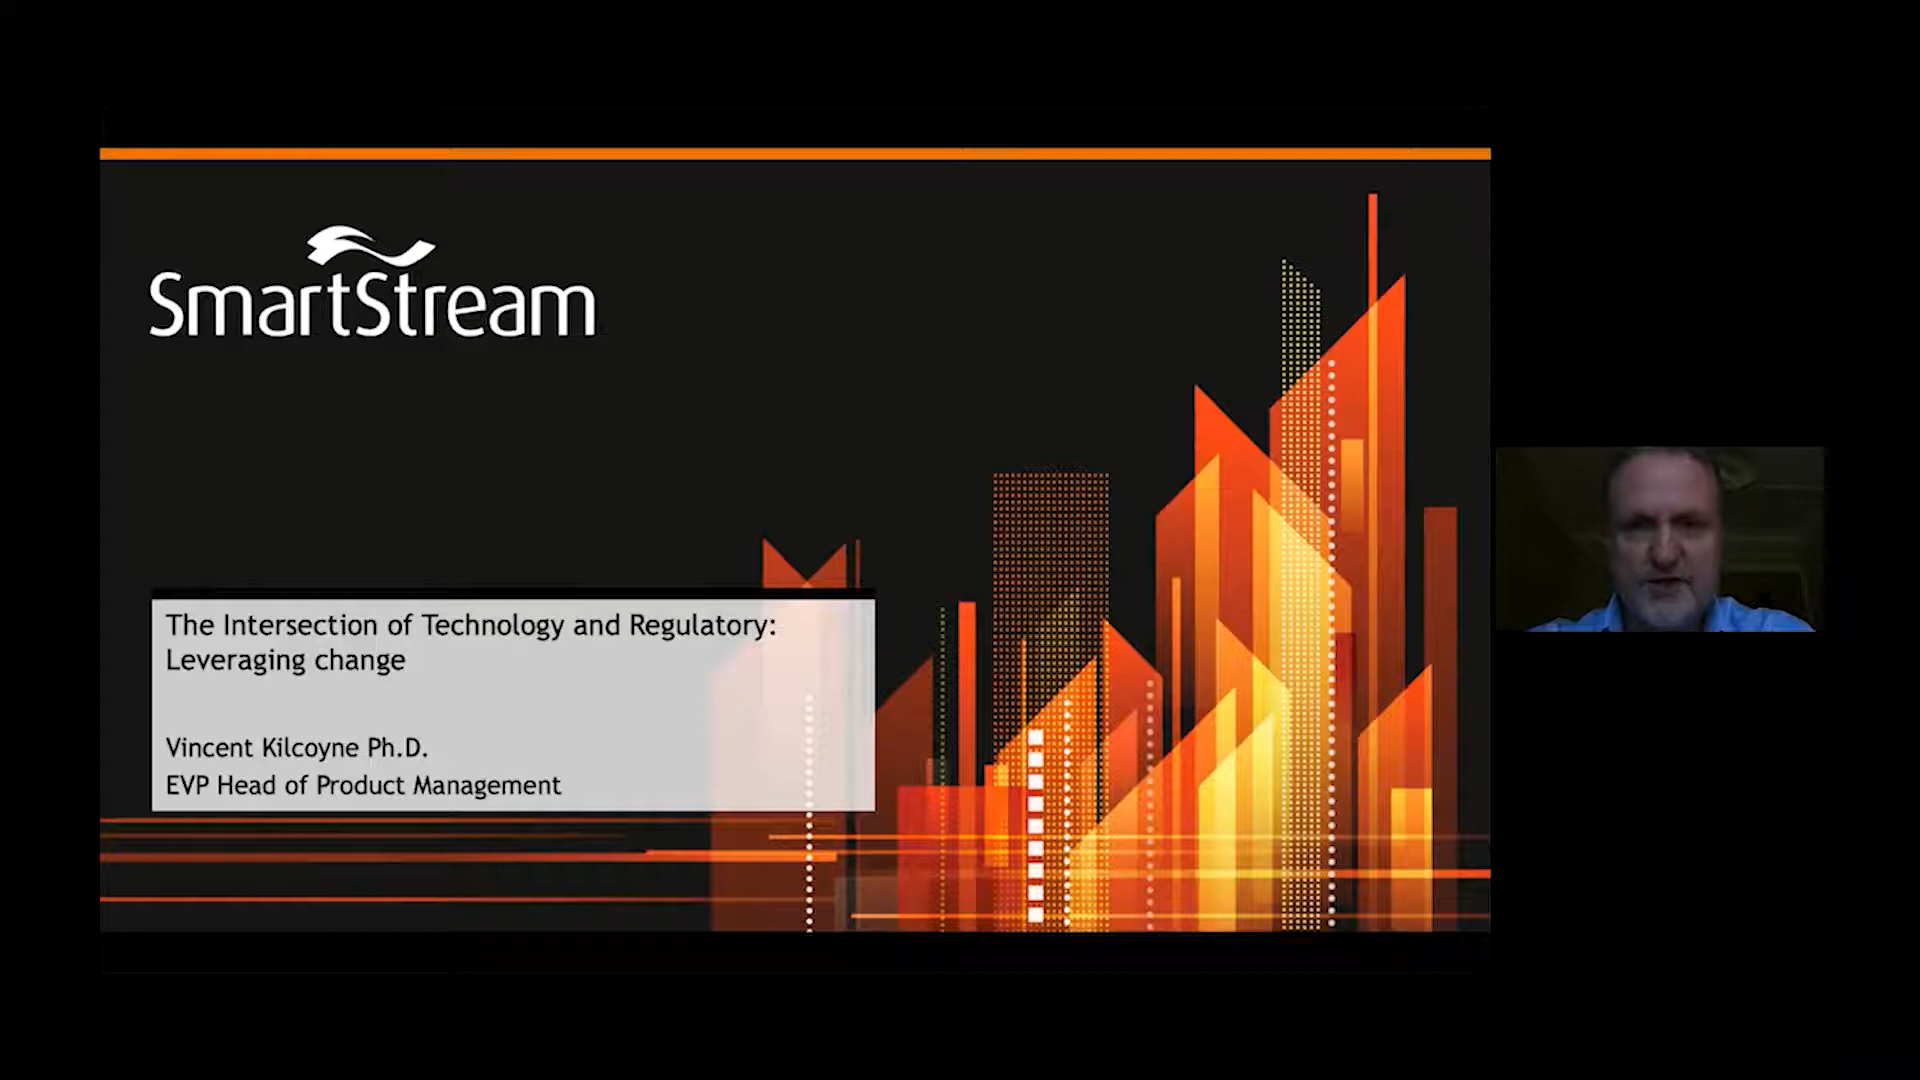 SmartStream
The Intersection of Technology and Regulatory:
Leveraging change
Vincent Kilcoyne Ph.D.
EVP Head of Product Management